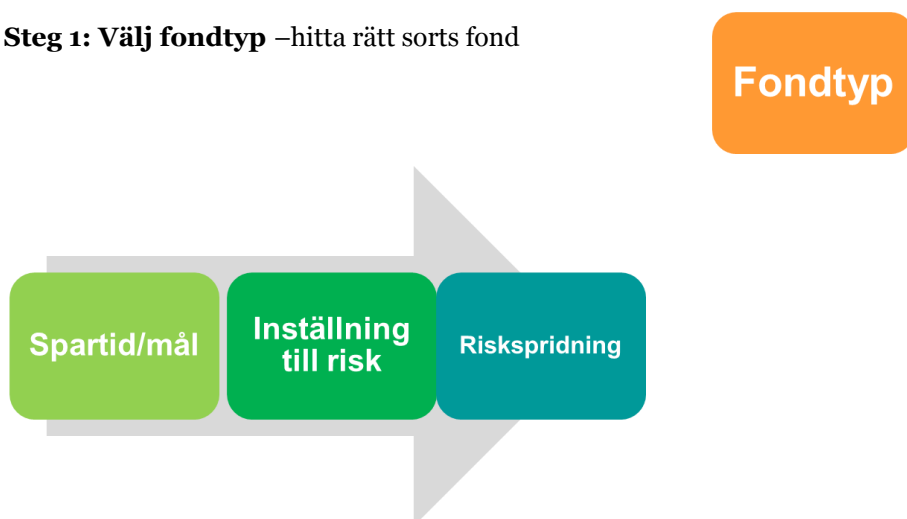 Steg 1: Välj fondtyp –hitta rätt sorts fond
Fondtyp
Spartid/mål
Inställning
till risk
Riskspridning